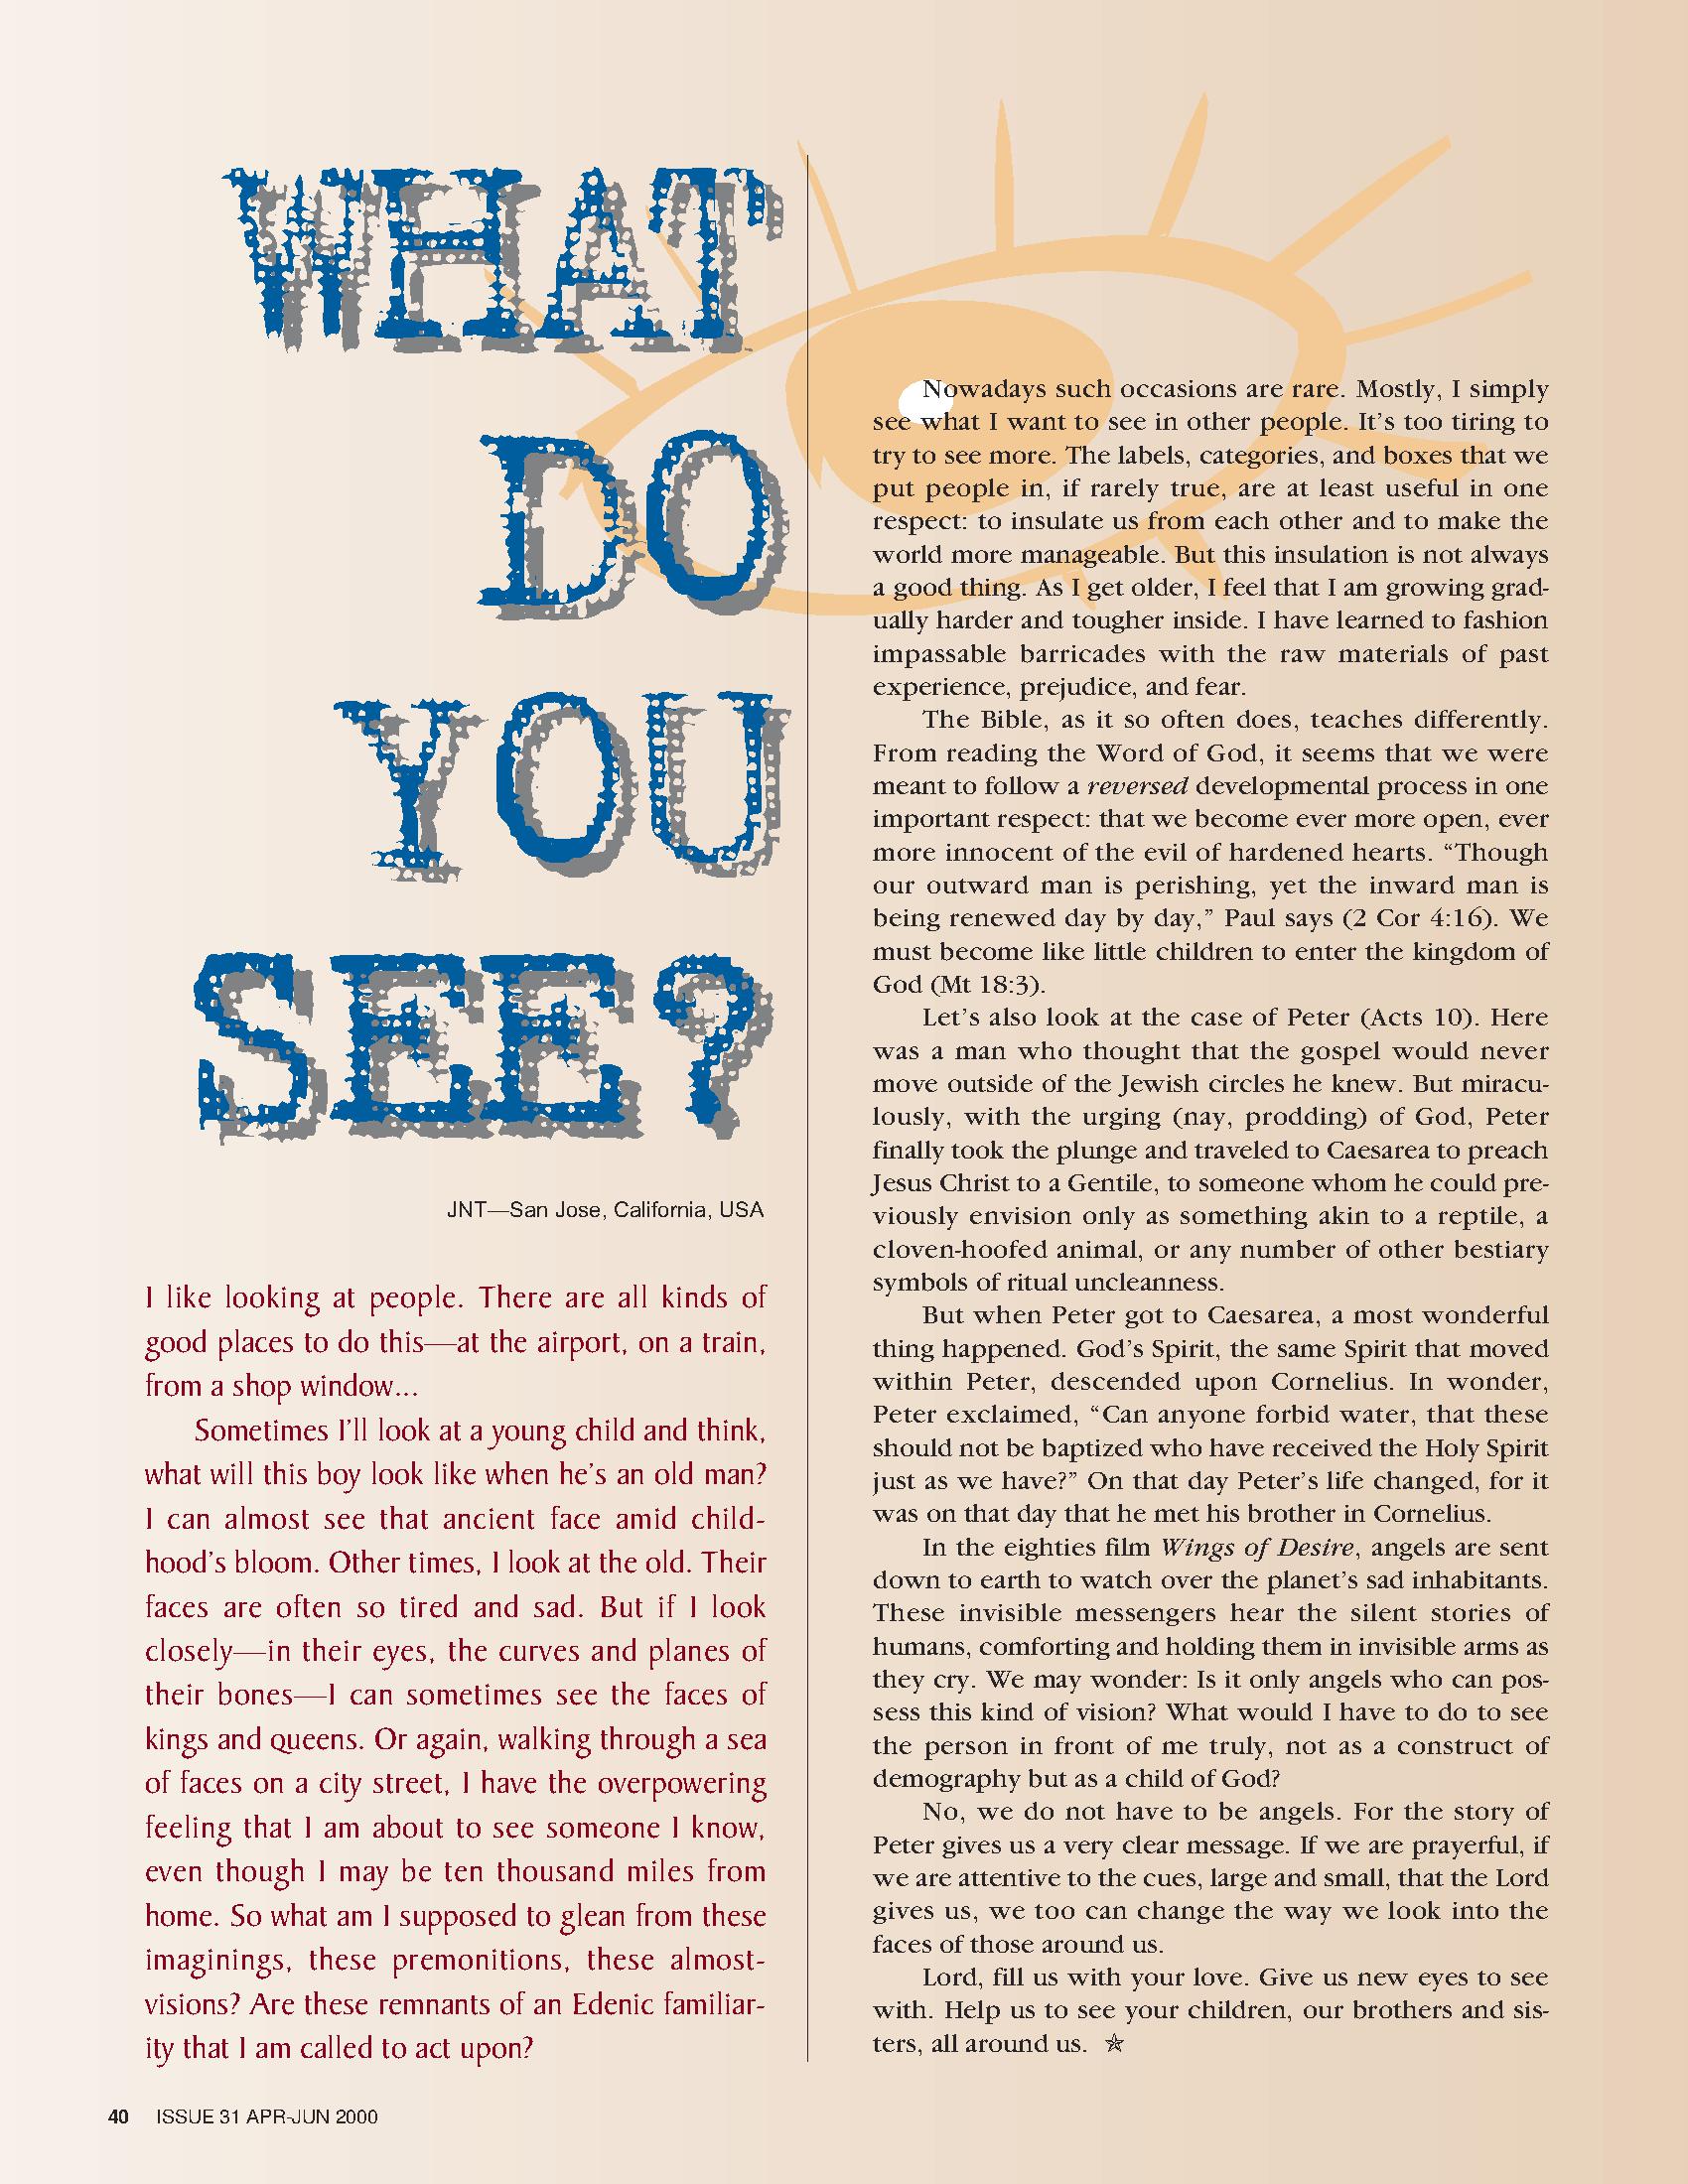 WHAT
DO
YOU
SEE?
JNT—San Jose, California, USA
I like looking at people. There are all kinds of
good places to do this—at the airport, on a train,
from a shop window...
Sometimes I'll look at a young child and think,
what will this boy look like when he's an old man?
I can almost see that ancient face amid child-
hood's bloom. Other times, I look at the old. Their
faces are often so tired and sad. But if I look
closely—in their eyes, the curves and planes of
their bones—I can sometimes see the faces of
kings and queens. Or again, walking through a sea
of faces on a city street, I have the overpowering
feeling that I am about to see someone I know,
even though I may be ten thousand miles from
home. So what am I supposed to glean from these
imaginings, these premonitions, these almost-
visions? Are these remnants of an Edenic familiar-
ity that I am called to act upon?
Nowadays such occasions are rare. Mostly, I simply
see what I want to see in other people. It's too tiring to
try to see more. The labels, categories, and boxes that we
put people in, if rarely true, are at least useful in one
respect: to insulate us from each other and to make the
world more manageable. But this insulation is not always
a good thing. As I get older, I feel that I am growing grad-
ually harder and tougher inside. I have learned to fashion
impassable barricades with the raw materials of past
experience, prejudice, and fear.
The Bible, as it so often does, teaches differently.
From reading the Word of God, it seems that we were
meant to follow a reversed developmental process in one
important respect: that we become ever more open, ever
more innocent of the evil of hardened hearts. “Though
our outward man is perishing, yet the inward man is
being renewed day by day,” Paul says (2 Cor 4:16). We
must become like little children to enter the kingdom of
God (Mt 18:3).
Let's also look at the case of Peter (Acts 10). Here
was a man who thought that the gospel would never
move outside of the Jewish circles he knew. But miracu-
lously, with the urging (nay, prodding) of God, Peter
finally took the plunge and traveled to Caesarea to preach
Jesus Christ to a Gentile, to someone whom he could pre-
viously envision only as something akin to a reptile, a
cloven-hoofed animal, or any number of other bestiary
symbols of ritual uncleanness.
But when Peter got to Caesarea, a most wonderful
thing happened. God's Spirit, the same Spirit that moved
within Peter, descended upon Cornelius. In wonder,
Peter exclaimed, “Can anyone forbid water, that these
should not be baptized who have received the Holy Spirit
just as we have?” On that day Peter's life changed, for it
was on that day that he met his brother in Cornelius.
In the eighties film Wings of Desire, angels are sent
down to earth to watch over the planet's sad inhabitants.
These invisible messengers hear the silent stories of
humans, comforting and holding them in invisible arms as
they cry. We may wonder: Is it only angels who can pos-
sess this kind of vision? What would I have to do to see
the person in front of me truly, not as a construct of
demography but as a child of God?
No, we do not have to be angels. For the story of
Peter gives us a very clear message. If we are prayerful, if
we are attentive to the cues, large and small, that the Lord
gives us, we too can change the way we look into the
faces of those around us.
Lord, fill us with your love. Give us new eyes to see
with. Help us to see your children, our brothers and sis-
ters, all around us.
40 ISSUE 31 APR-JUN 2000